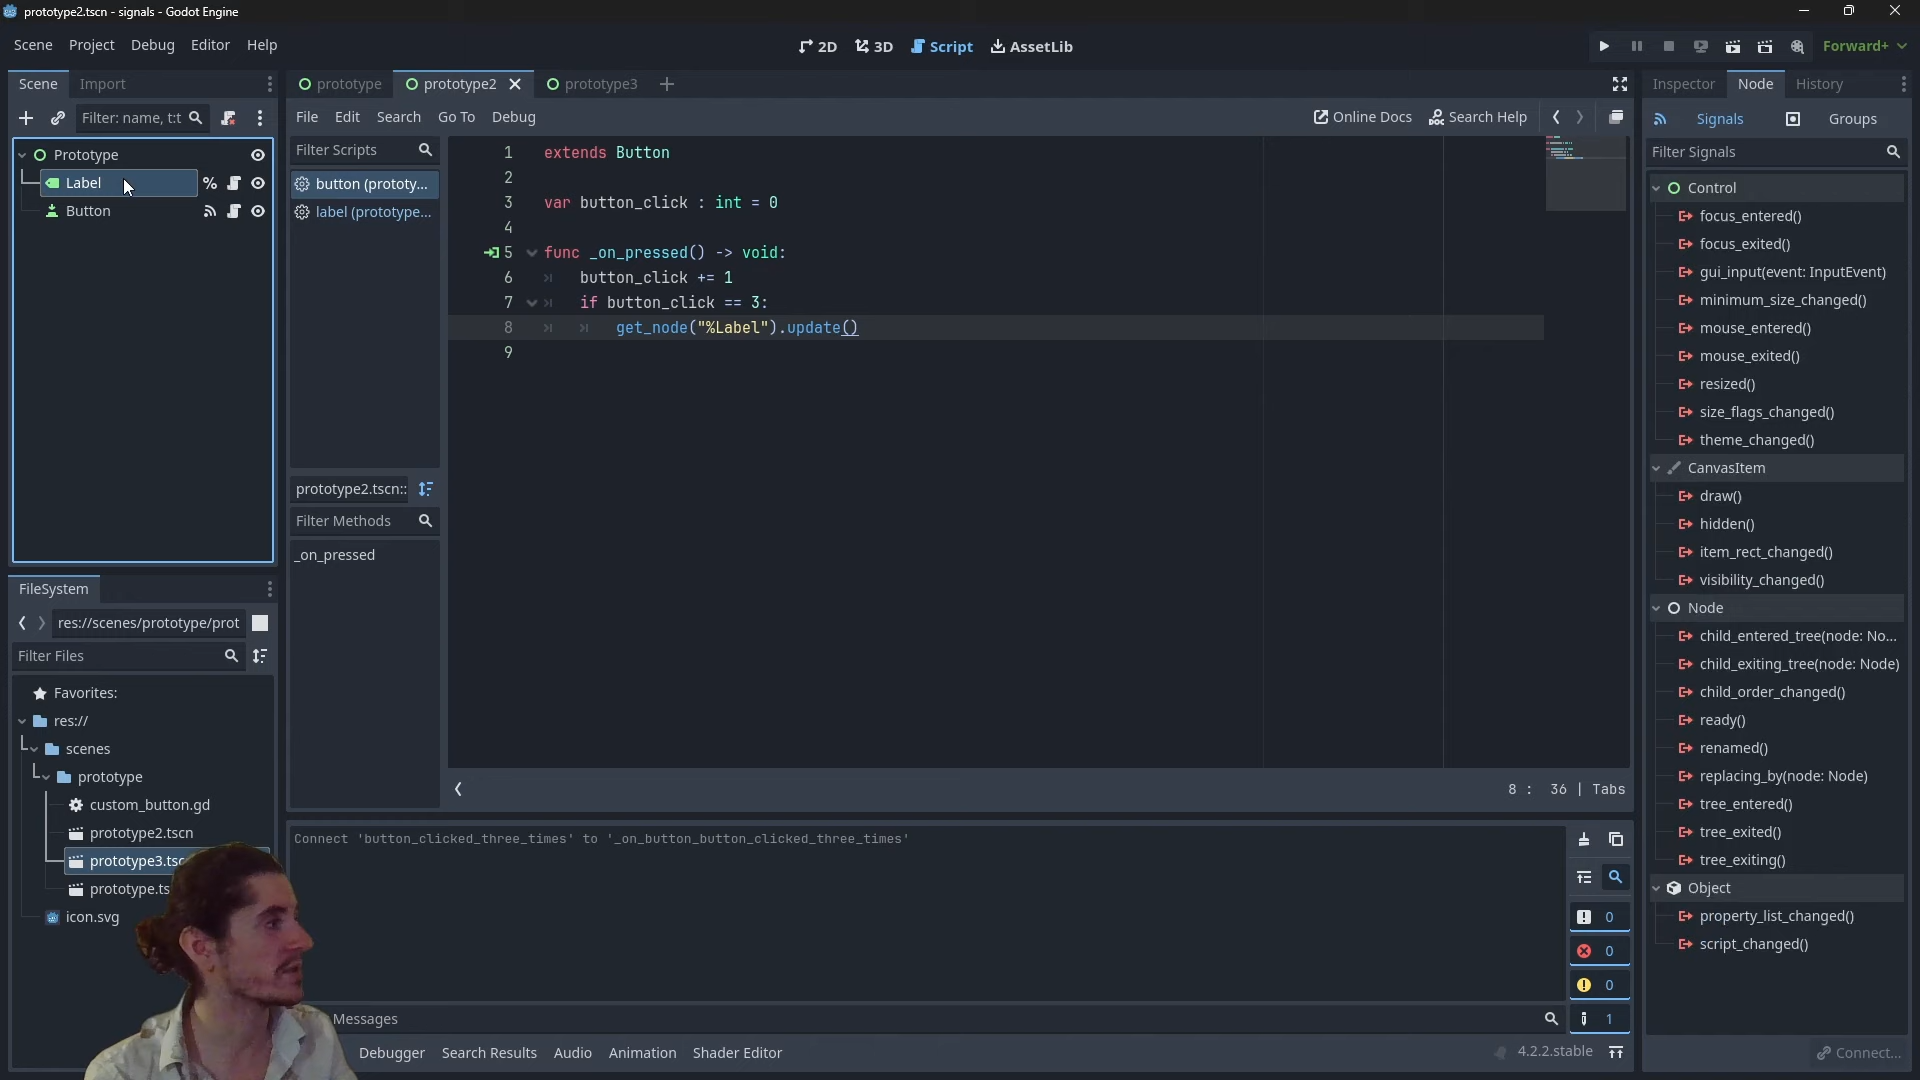 prototype2.tscn - signals - Godot Engine
Scene Project Debug Editor Help
2D 3D Script AssetLib
Forward+
Scene Import
Filter: name, t:t
Prototype
Label %
Button
FileSystem
res://scenes/prototype/prot
Filter Files
Favorites:
res://
scenes
prototype
custom_button.gd
prototype2.tscn
prototype3.tsc
prototype.ts
icon.svg
prototype prototype2 prototype3
File Edit Search Go To Debug
Online Docs Search Help
Filter Scripts
button (prototy...
label (prototype...
prototype2.tscn::
Filter Methods
_on_pressed
1 extends Button
2
3 var button_click : int = 0
4
5 func _on_pressed() -> void:
6 button_click += 1
7 if button_click == 3:
8 get_node("%Label").update()
9
8 : 36 | Tabs
Connect 'button_clicked_three_times' to '_on_button_button_clicked_three_times'
0
0
0
1
Messages
Debugger Search Results Audio Animation Shader Editor
4.2.2.stable
Inspector Node History
Signals Groups
Filter Signals
Control
focus_entered()
focus_exited()
gui_input(event: InputEvent)
minimum_size_changed()
mouse_entered()
mouse_exited()
resized()
size_flags_changed()
theme_changed()
CanvasItem
draw()
hidden()
item_rect_changed()
visibility_changed()
Node
child_entered_tree(node: No...
child_exiting_tree(node: Node)
child_order_changed()
ready()
renamed()
replacing_by(node: Node)
tree_entered()
tree_exited()
tree_exiting()
Object
property_list_changed()
script_changed()
Connect...